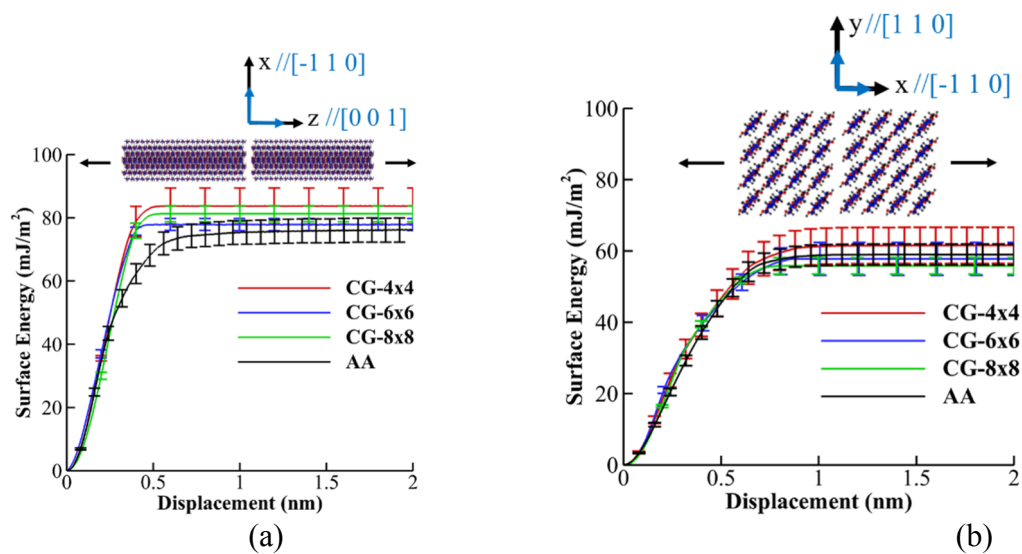 x //[-1 1 0]
z //[0 0 1]
100
80
60
40
20
0
Surface Energy (mJ/m²)
CG-4x4
CG-6x6
CG-8x8
AA
0 0.5 1 1.5 2
Displacement (nm)
(a)
y //[1 1 0]
x //[-1 1 0]
100
80
60
40
20
0
Surface Energy (mJ/m²)
CG-4x4
CG-6x6
CG-8x8
AA
0 0.5 1 1.5 2
Displacement (nm)
(b)